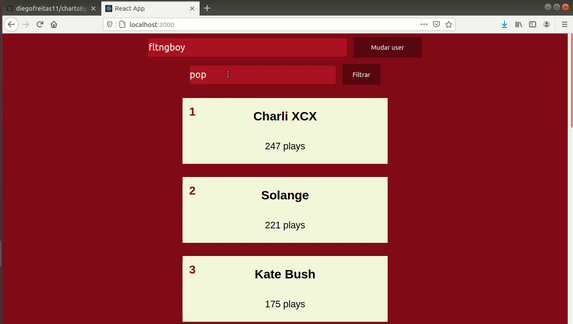 diegofreitas11/chartsBy
React App
localhost:3000
fltngboy
Mudar user
pop
Filtrar
1
Charli XCX
247 plays
2
Solange
221 plays
3
Kate Bush
175 plays